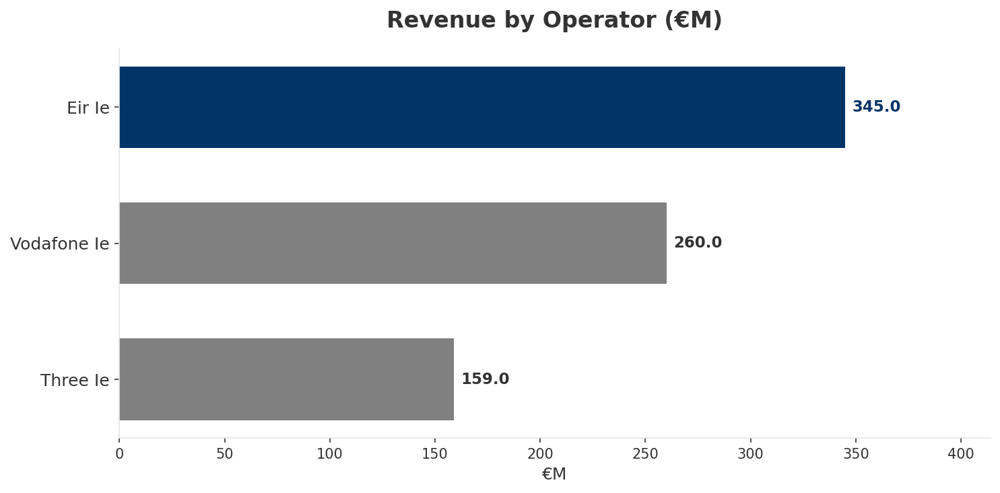 Revenue by Operator (€M)
Eir Ie
345.0
Vodafone Ie
260.0
Three Ie
159.0
0 50 100 150 200 250 300 350 400
€M